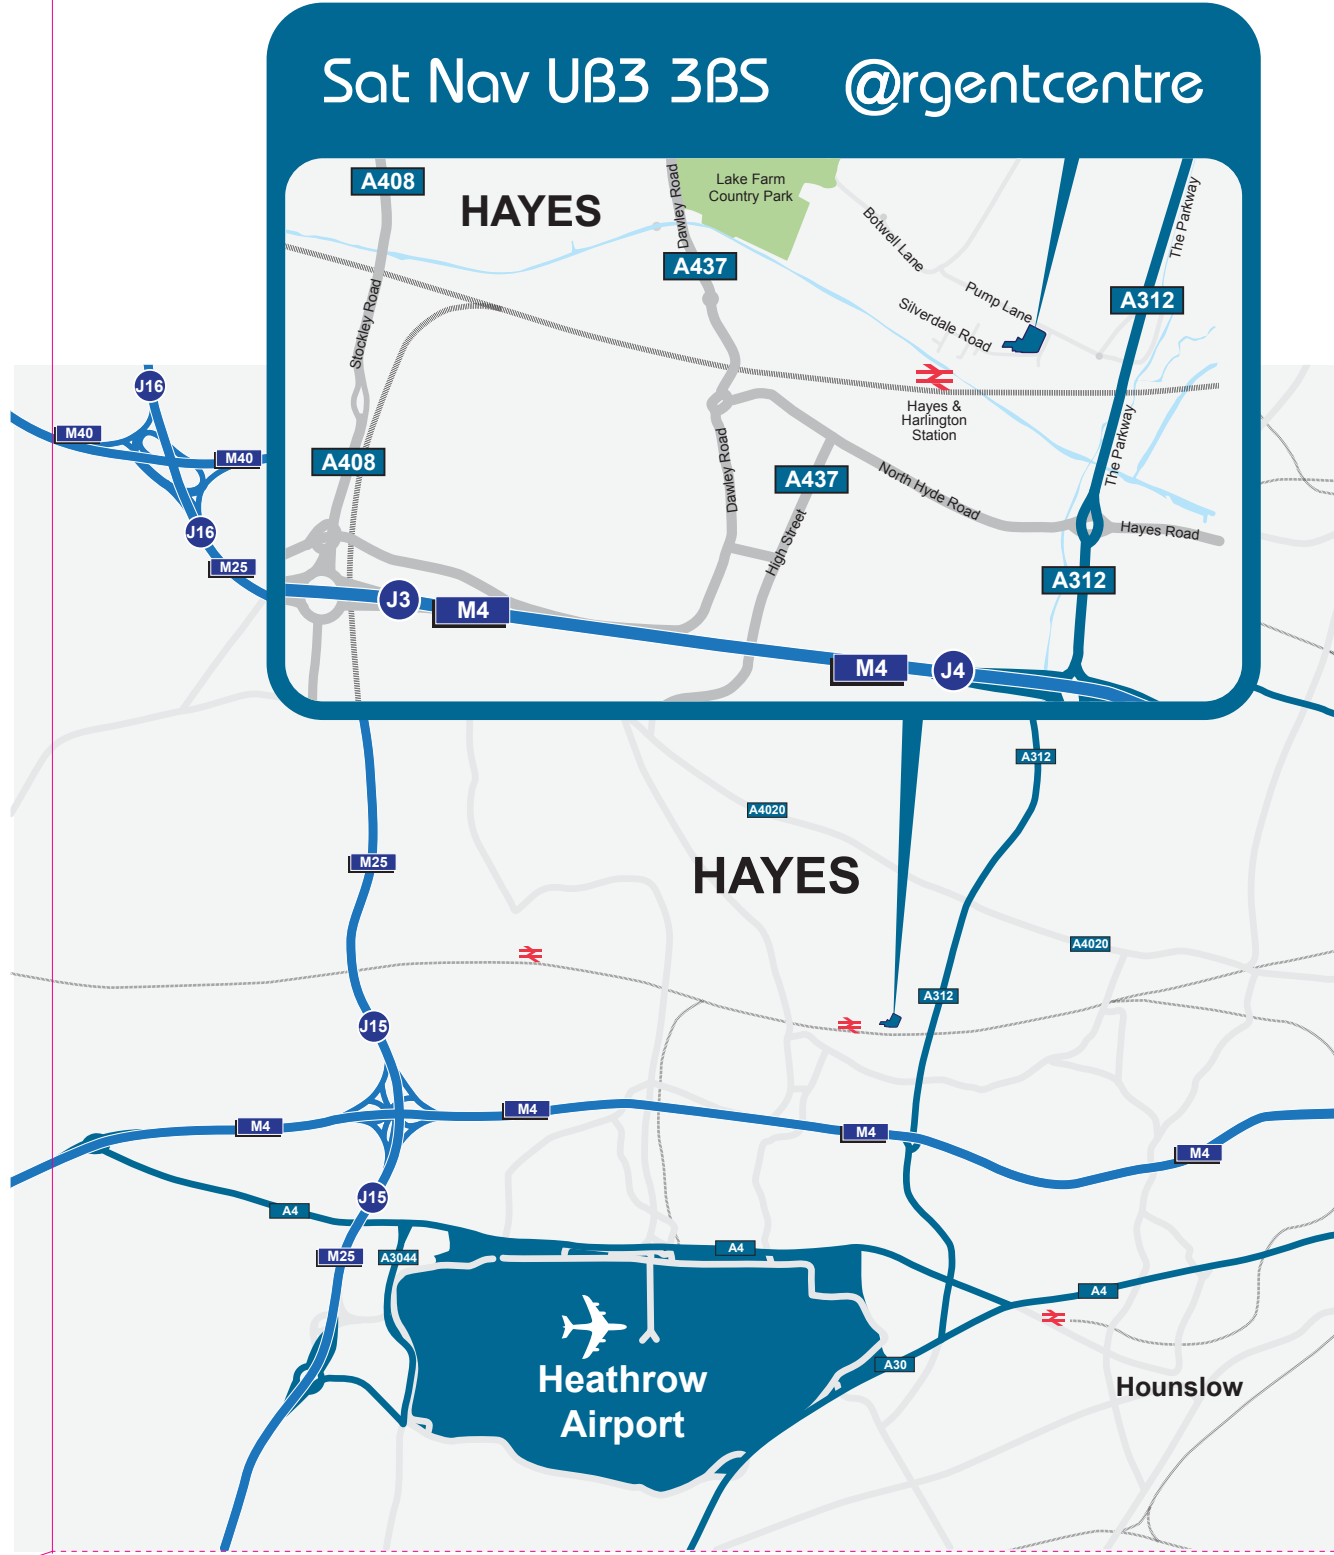 Sat Nav UB3 3BS @rgentcentre
A408
HAYES
Dawley Road
Lake Farm
Country Park
Botwell Lane
The Parkway
A437
A312
Pump Lane
Silverdale Road
Stockley Road
Hayes &
Harlington
Station
J16
M40
M40
A408
Dawley Road
A437
North Hyde Road
The Parkway
High Street
Hayes Road
J16
M25
A312
J3
M4
M4
J4
A312
A4020
M25
HAYES
A4020
A312
J15
M4
M4
M4
M4
J15
A4
M25
A3044
A4
A4
A30
Heathrow
Airport
Hounslow